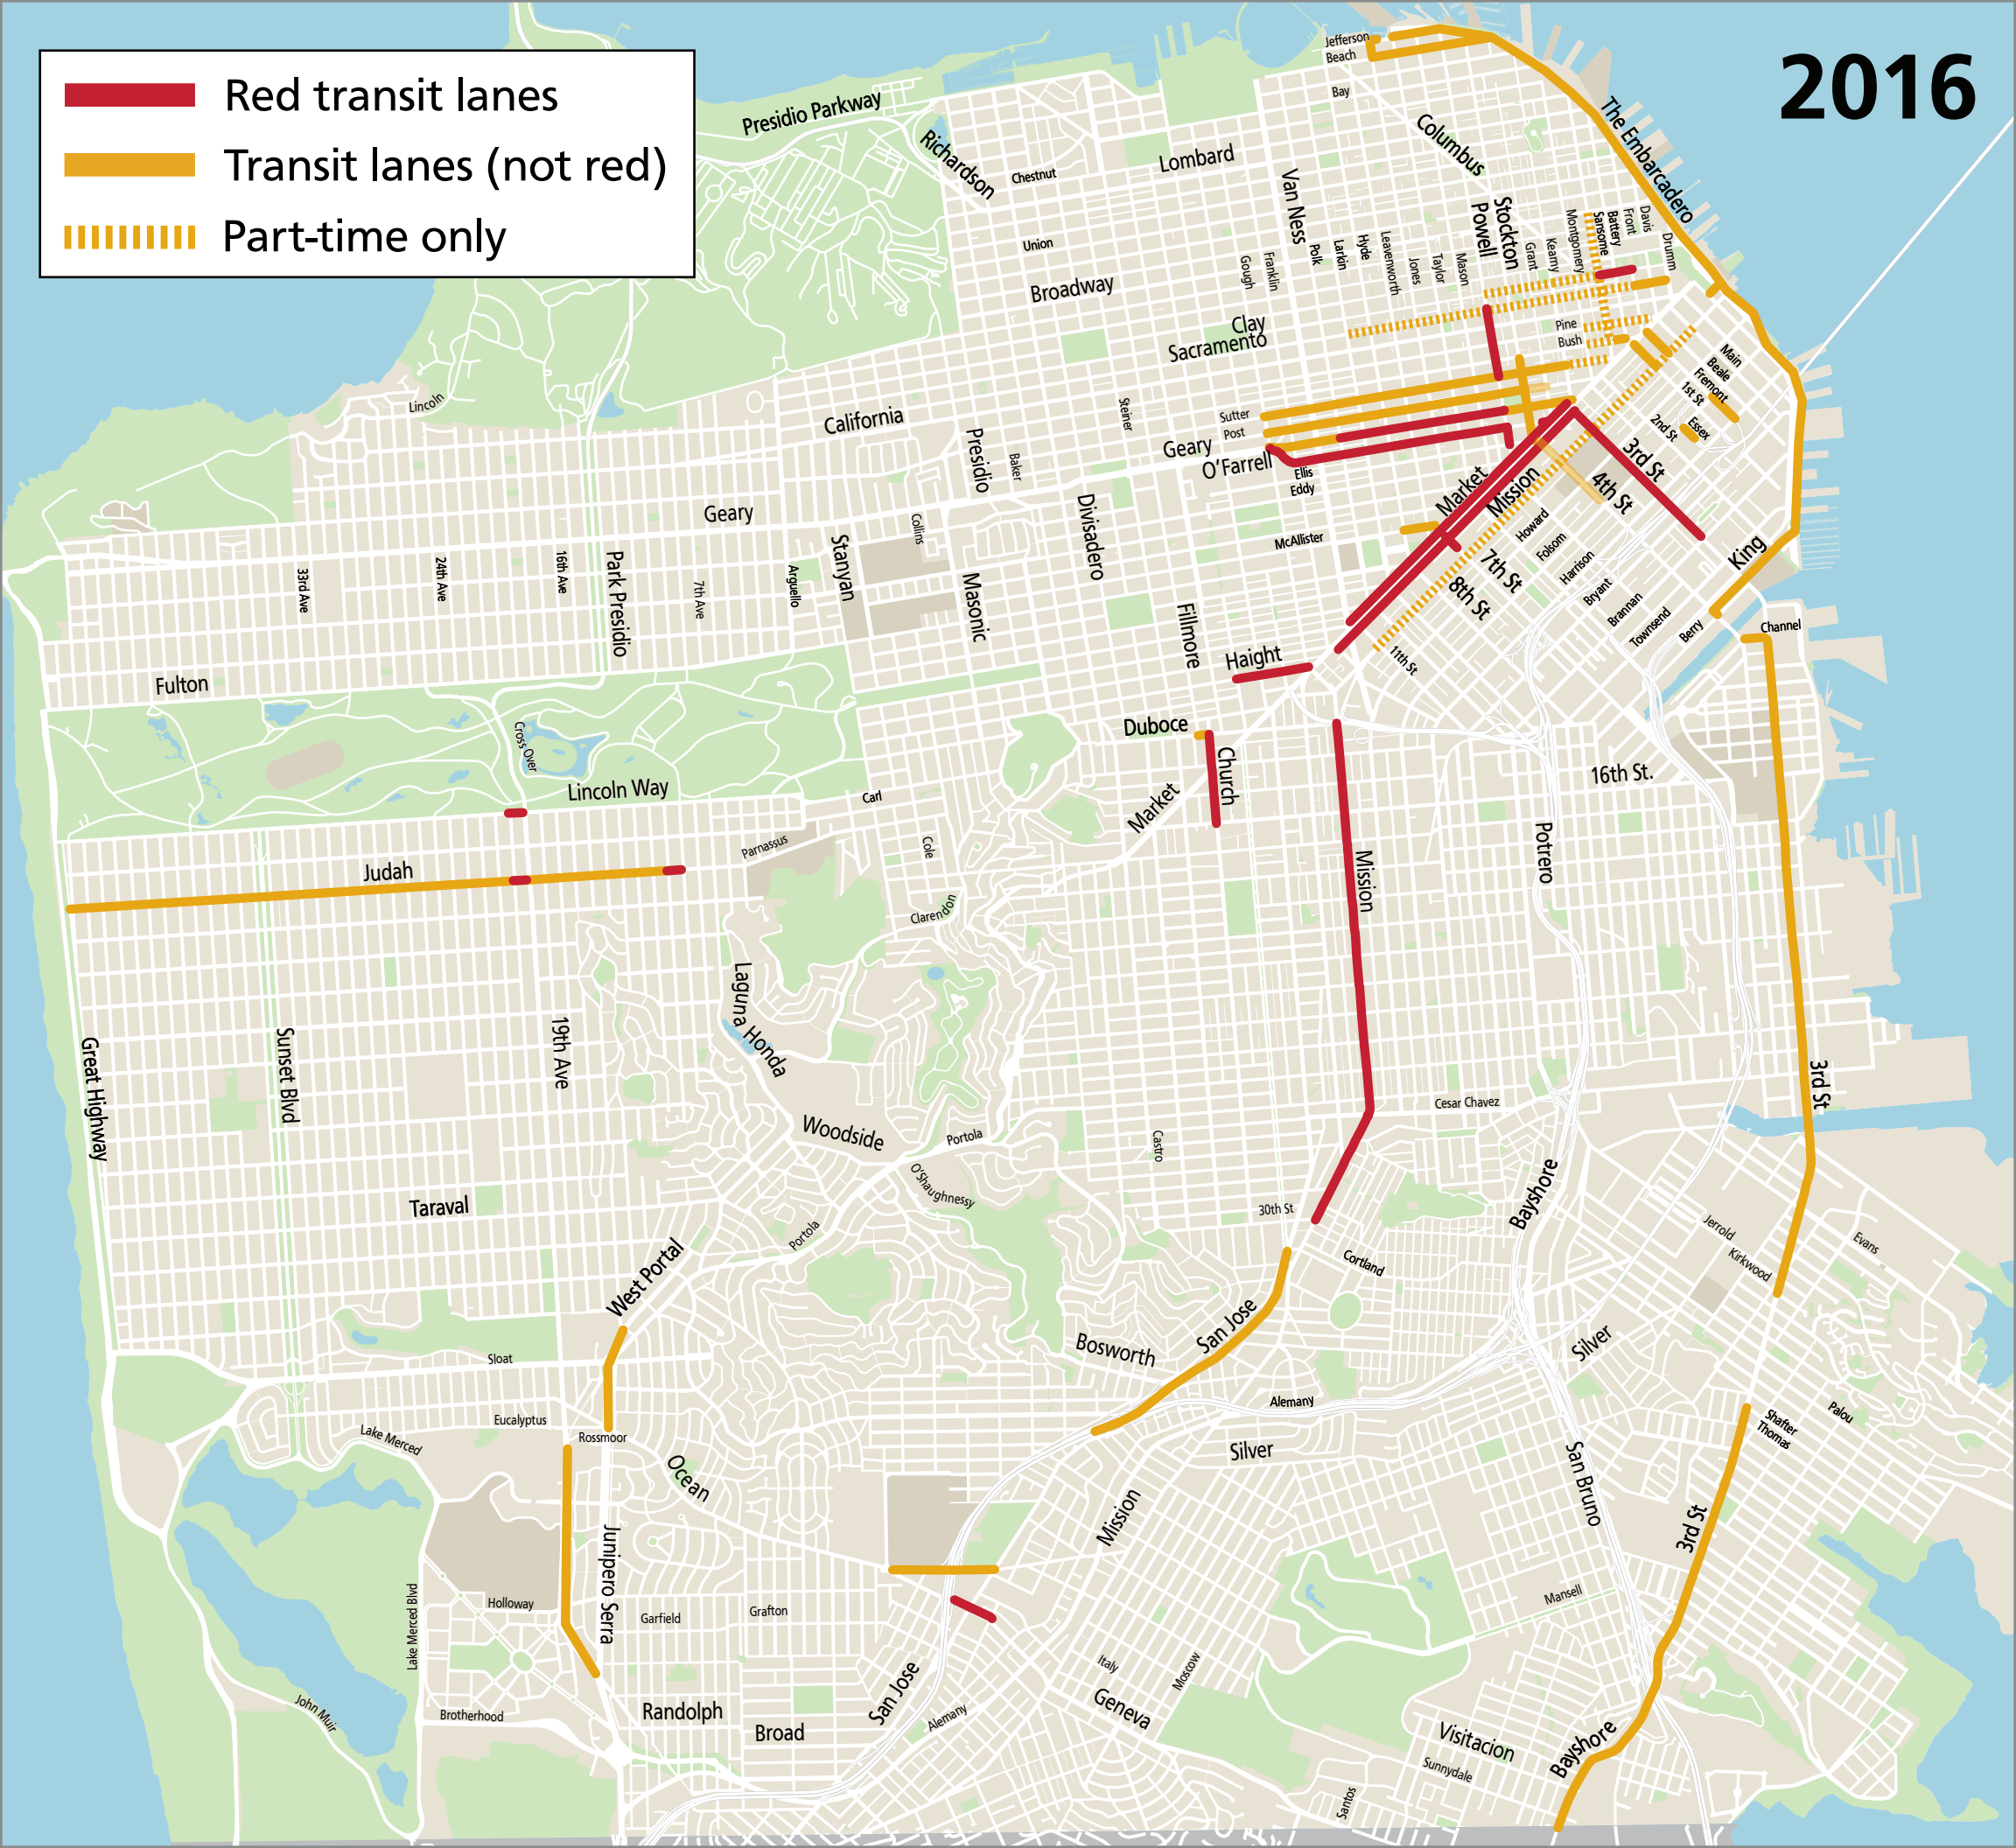 2016
Red transit lanes
Transit lanes (not red)
Part-time only
Jefferson
Beach
Bay
Presidio Parkway
Richardson
Chestnut
Lombard
Columbus
The Embarcadero
Van Ness
Union
Broadway
Gough
Franklin
Polk
Larkin
Hyde
Leavenworth
Jones
Taylor
Mason
Powell
Stockton
Grant
Kearny
Montgomery
Sansome
Battery
Front
Davis
Drumm
Clay
Sacramento
Pine
Bush
Main
Beale
Fremont
1st St
Essex
2nd St
Lincoln
California
Presidio
Baker
Steiner
Sutter
Post
Geary
O'Farrell
Ellis
Eddy
3rd St
4th St
Market
Mission
Geary
Collins
Divisadero
McAllister
Howard
Folsom
Harrison
Bryant
Brannan
Townsend
Berry
King
Channel
7th St
8th St
11th St
33rd Ave
24th Ave
16th Ave
Park Presidio
7th Ave
Arguello
Stanyan
Masonic
Fillmore
Haight
Fulton
Cross Over
Duboce
Church
Market
16th St.
Lincoln Way
Carl
Parnassus
Cole
Judah
Mission
Potrero
Clarendon
Laguna Honda
Great Highway
Sunset Blvd
19th Ave
Woodside
Portola
O'Shaughnessy
Portola
Castro
Cesar Chavez
3rd St
Taraval
30th St
Cortland
Bayshore
Jerrold
Kirkwood
Evans
West Portal
San Jose
Bosworth
Silver
Sloat
Alemany
Eucalyptus
Rossmoor
Lake Merced
Ocean
Silver
Palou
Shafter
Thomas
San Bruno
3rd St
Mission
Junipero Serra
Lake Merced Blvd
Holloway
Garfield
Grafton
Mansell
Italy
Moscow
Geneva
San Jose
Alemany
Randolph
Broad
Brotherhood
John Muir
Visitacion
Sunnydale
Santos
Bayshore